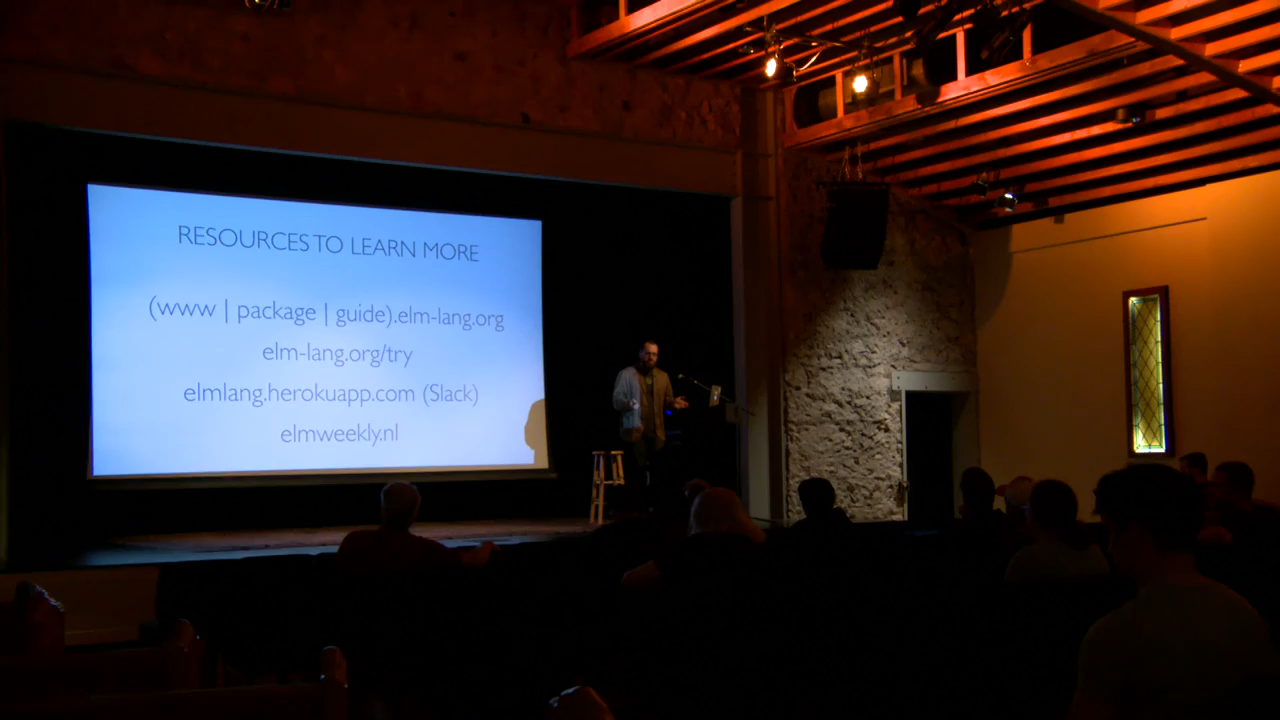 RESOURCES TO LEARN MORE
(www | package | guide).elm-lang.org
elm-lang.org/try
elmlang.herokuapp.com (Slack)
elmweekly.nl